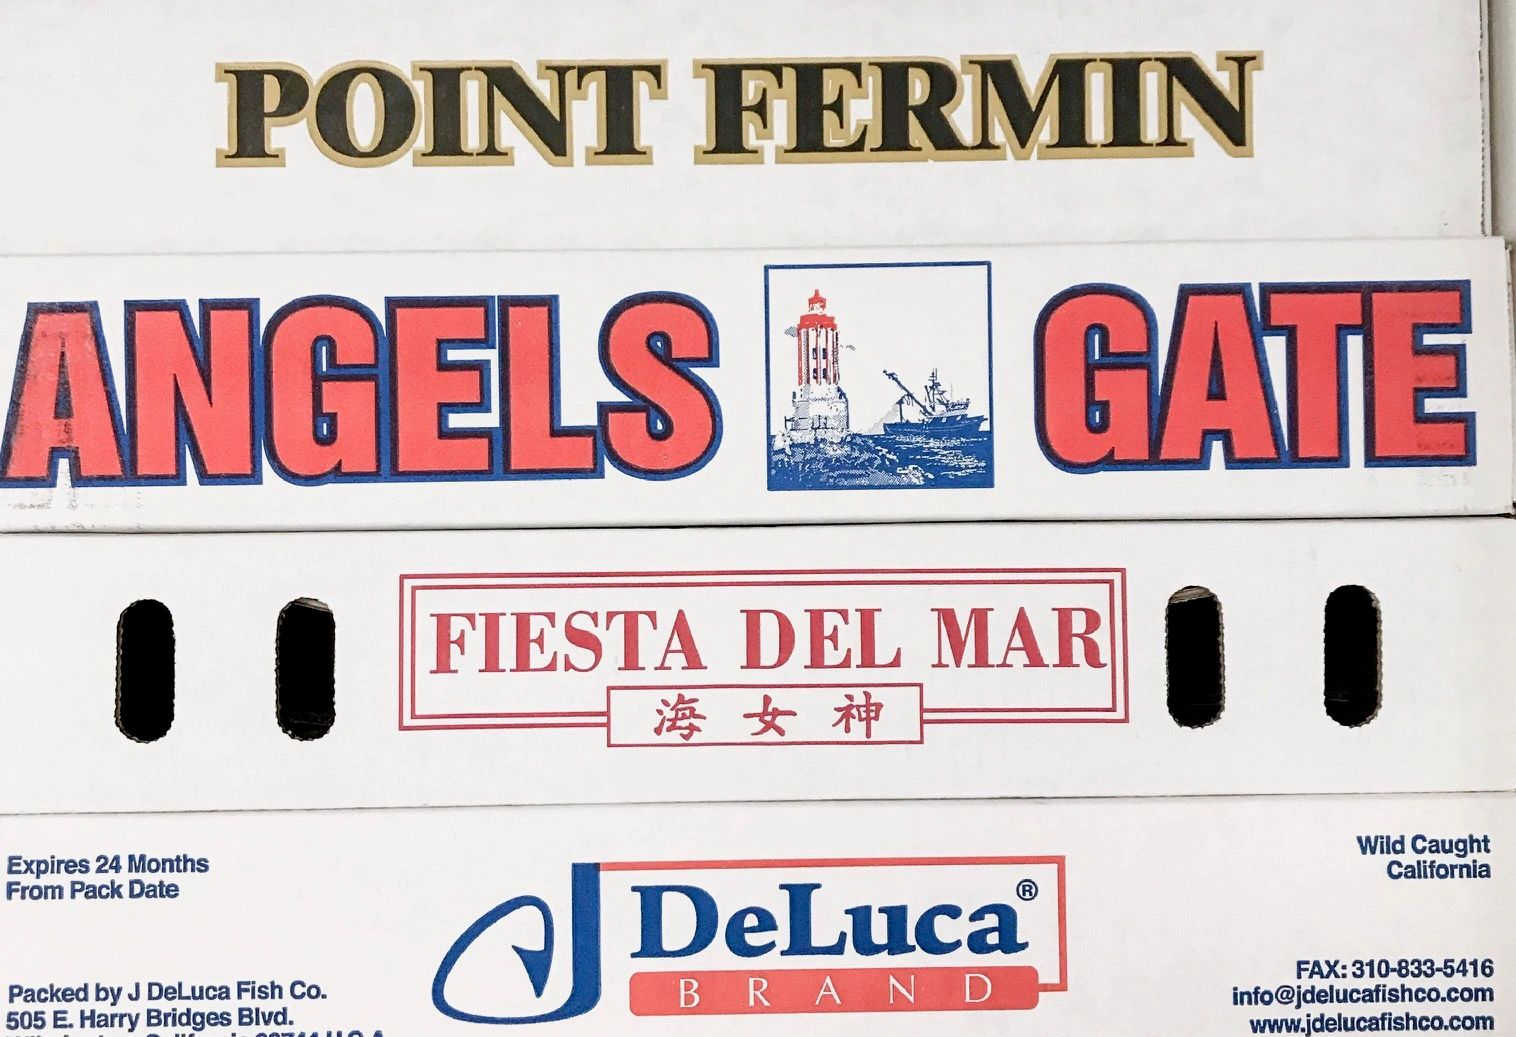 POINT FERMIN
ANGELS GATE
FIESTA DEL MAR
海女神
Expires 24 Months
From Pack Date
Wild Caught
California
DeLuca®
BRAND
Packed by J DeLuca Fish Co.
505 E. Harry Bridges Blvd.
FAX: 310-833-5416
info@jdelucafishco.com
www.jdelucafishco.com